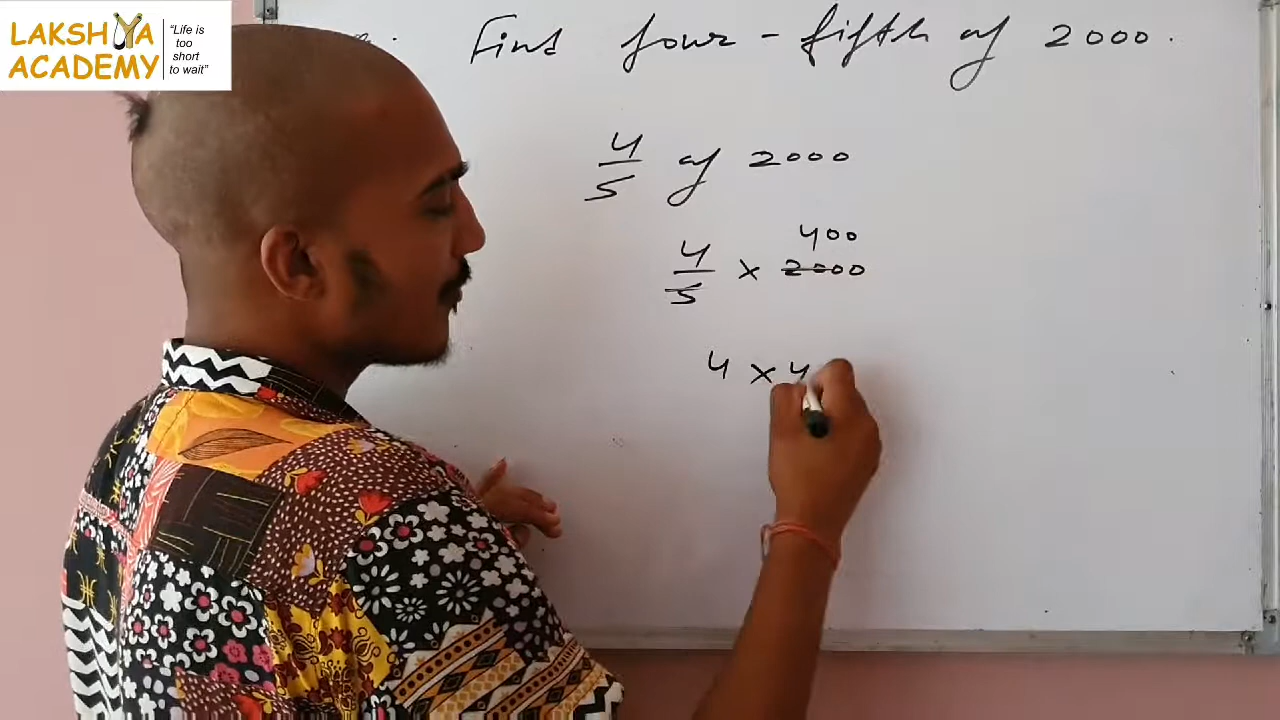 LAKSHYA
ACADEMY
“Life is
too
short
to wait”
Find four - fifth of 2000.
4/5 of 2000
400
4/5 × 2000
4 × 4